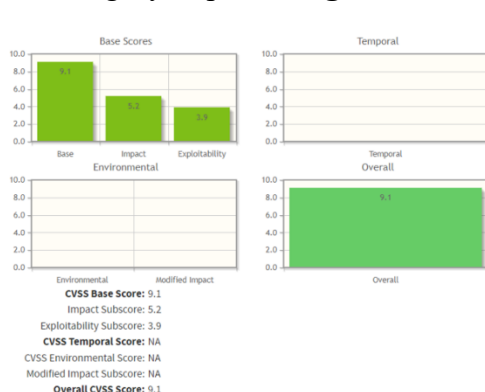 Base Scores
10.0
8.0
6.0
4.0
2.0
0.0
9.1
5.2
3.9
Base Impact Exploitability
Temporal
10.0
8.0
6.0
4.0
2.0
0.0
Temporal
Environmental
10.0
8.0
6.0
4.0
2.0
0.0
Environmental Modified Impact
Overall
10.0
8.0
6.0
4.0
2.0
0.0
9.1
Overall
CVSS Base Score: 9.1
Impact Subscore: 5.2
Exploitability Subscore: 3.9
CVSS Temporal Score: NA
CVSS Environmental Score: NA
Modified Impact Subscore: NA
Overall CVSS Score: 9.1